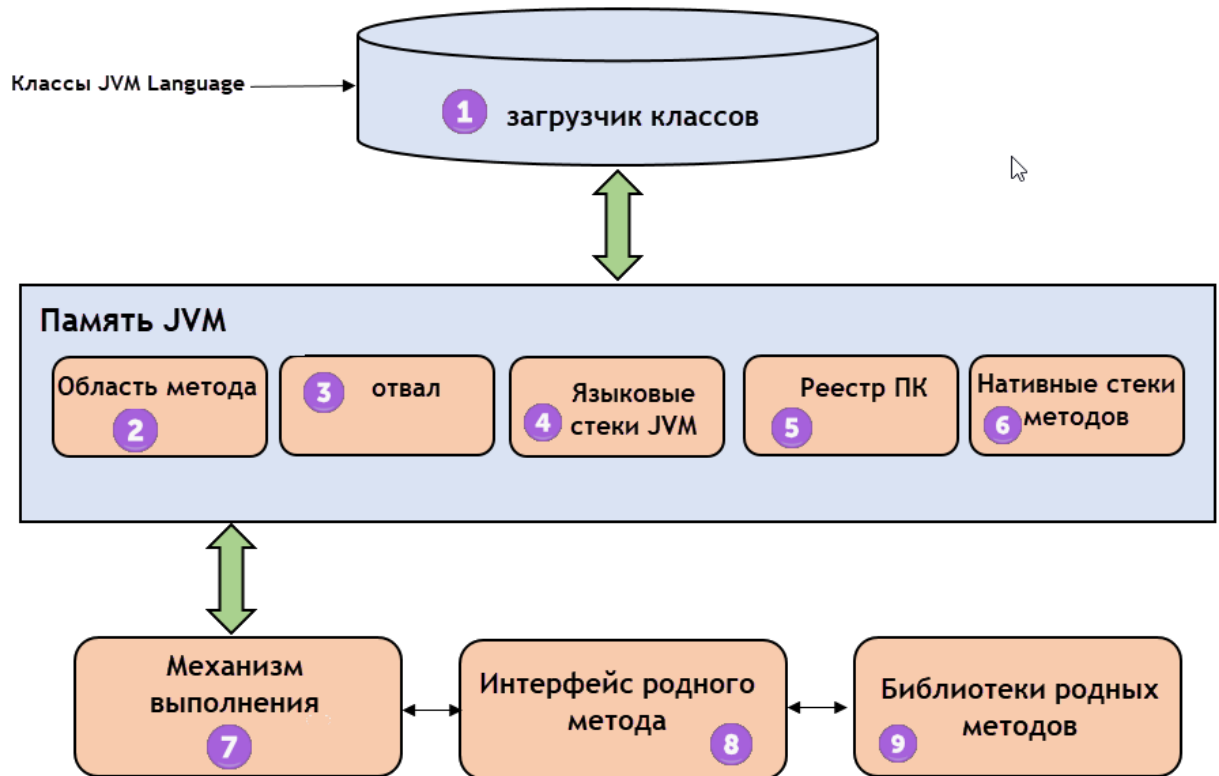 Классы JVM Language
1 загрузчик классов
Память JVM
Область метода
2
3 отвал
Языковые
4 стеки JVM
Реестр ПК
5
Нативные стеки
6 методов
Механизм
выполнения
7
Интерфейс родного
метода
8
Библиотеки родных
методов
9